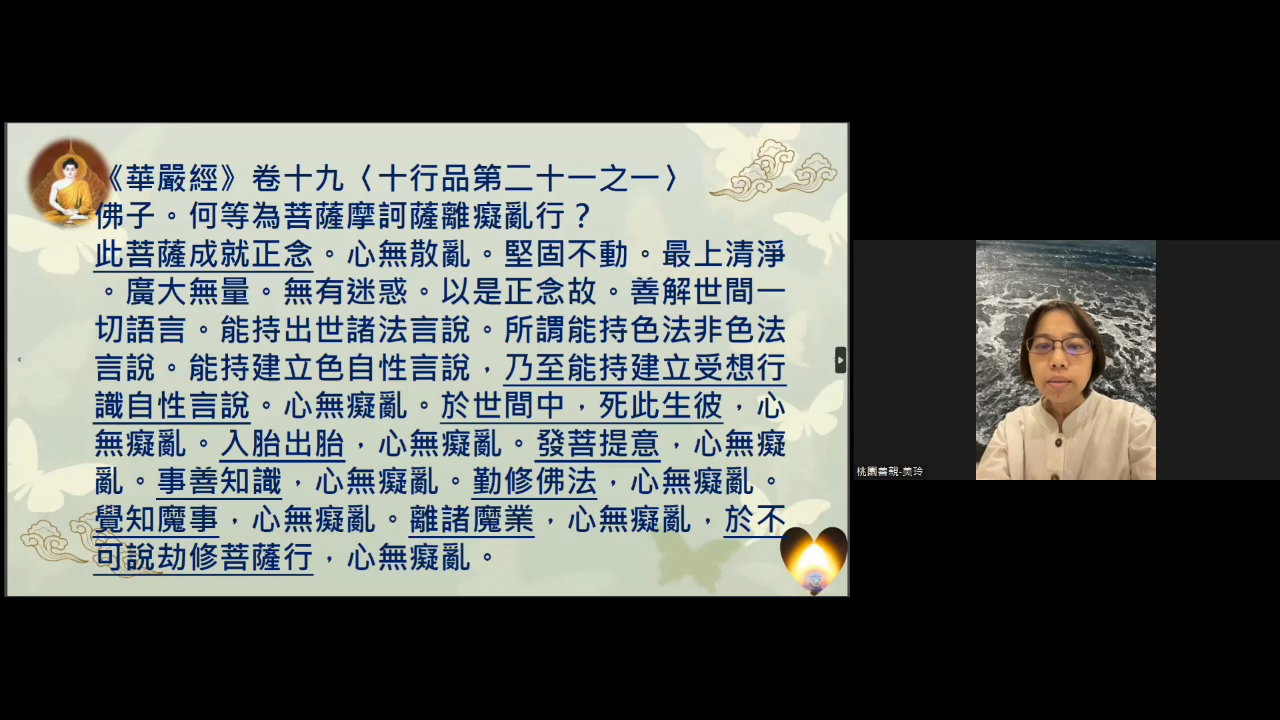 《華嚴經》卷十九〈十行品第二十一之一〉
佛子。何等為菩薩摩訶薩離癡亂行？
此菩薩成就正念。心無散亂。堅固不動。最上清淨
。廣大無量。無有迷惑。以是正念故。善解世間一
切語言。能持出世諸法言說。所謂能持色法非色法
言說。能持建立色自性言說，乃至能持建立受想行
識自性言說。心無癡亂。於世間中，死此生彼，心
無癡亂。入胎出胎，心無癡亂。發菩提意，心無癡
亂。事善知識，心無癡亂。勤修佛法，心無癡亂。
覺知魔事，心無癡亂。離諸魔業，心無癡亂，於不
可說劫修菩薩行，心無癡亂。
桃園善親-美玲